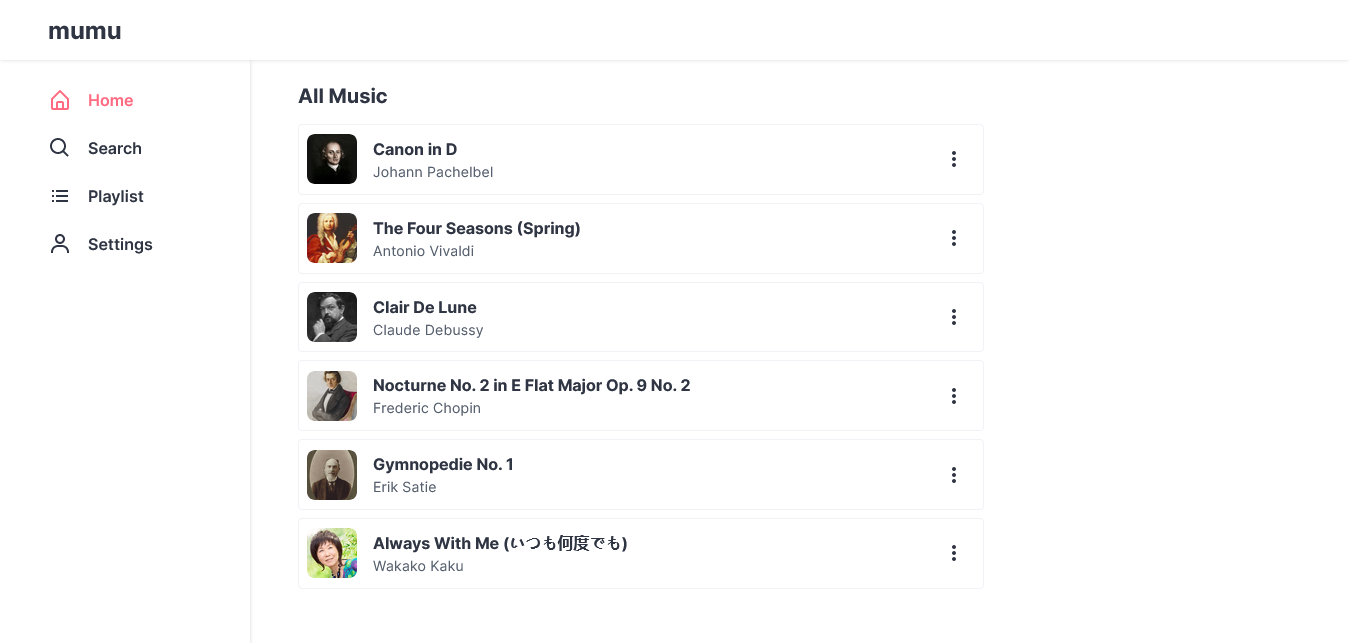 mumu
Home
Search
Playlist
Settings
All Music
Canon in D
Johann Pachelbel
The Four Seasons (Spring)
Antonio Vivaldi
Clair De Lune
Claude Debussy
Nocturne No. 2 in E Flat Major Op. 9 No. 2
Frederic Chopin
Gymnopedie No. 1
Erik Satie
Always With Me (いつも何度でも)
Wakako Kaku